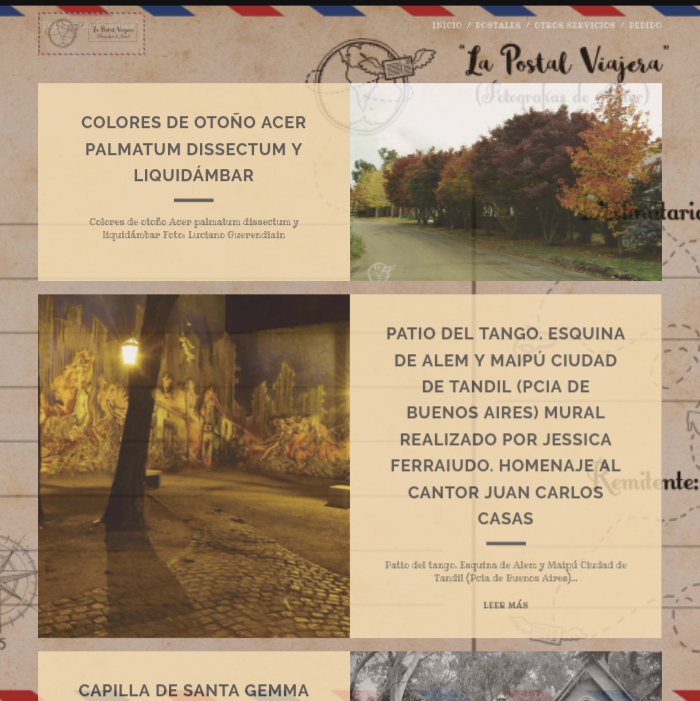 INICIO / POSTALES / OTROS SERVICIOS / PEDIDO
"La Postal Viajera"
(Fotografías de autor)
COLORES DE OTOÑO ACER
PALMATUM DISSECTUM Y
LIQUIDÁMBAR
Colores de otoño Acer palmatum dissectum y
liquidámbar Foto: Luciano Guerendiain
PATIO DEL TANGO. ESQUINA
DE ALEM Y MAIPÚ CIUDAD
DE TANDIL (PCIA DE
BUENOS AIRES) MURAL
REALIZADO POR JESSICA
FERRAIUDO. HOMENAJE AL
CANTOR JUAN CARLOS
CASAS
Remitente:
Patio del tango. Esquina de Alem y Maipú Ciudad de
Tandil (Pcia de Buenos Aires)...
LEER MÁS
CAPILLA DE SANTA GEMMA